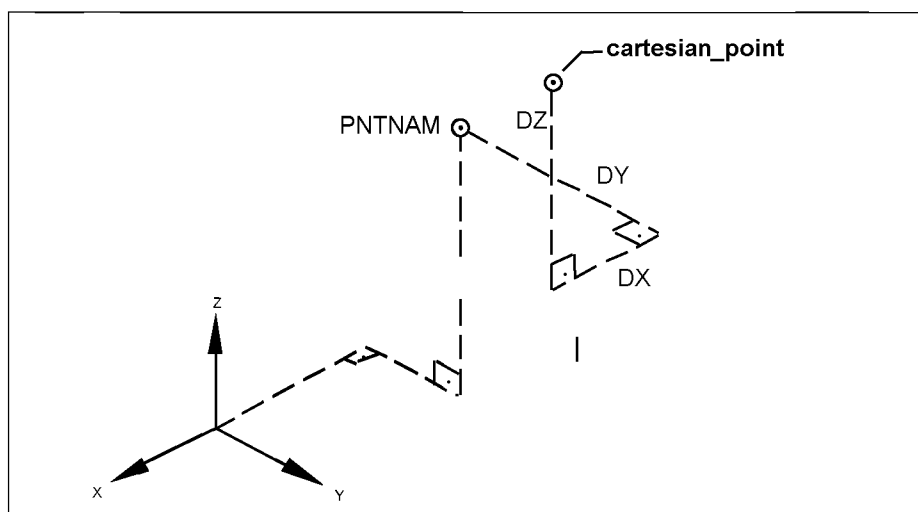 cartesian_point
DZ
PNTNAM
DY
DX
Z
X
Y